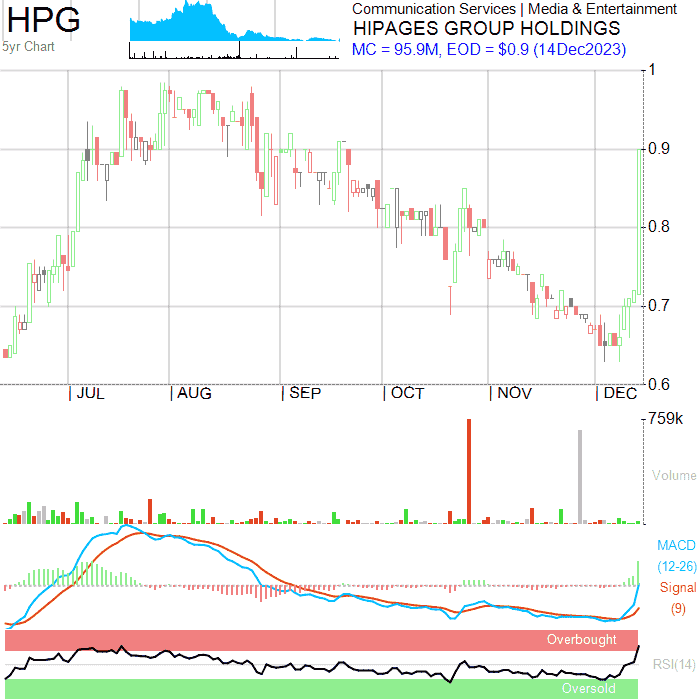 HPG
5yr Chart
Communication Services | Media & Entertainment
HIPAGES GROUP HOLDINGS
MC = 95.9M, EOD = $0.9 (14Dec2023)
1
0.9
0.8
0.7
0.6
JUL AUG SEP OCT NOV DEC
759k
Volume
MACD
(12-26)
Signal
(9)
Overbought
RSI(14)
Oversold